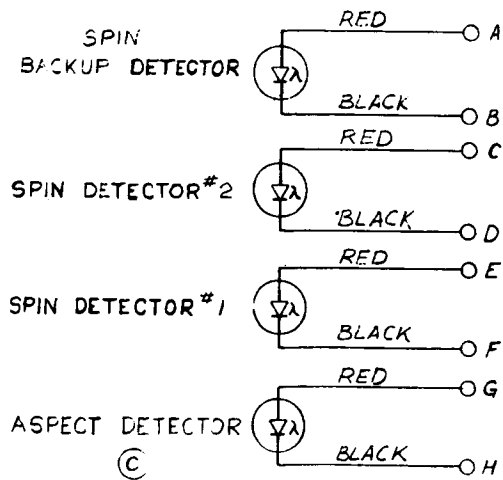 SPIN
BACKUP DETECTOR
RED
A
λ
BLACK
B
RED
C
SPIN DETECTOR #2
λ
BLACK
D
RED
E
SPIN DETECTOR #1
λ
BLACK
F
RED
G
ASPECT DETECTOR
λ
BLACK
H
C